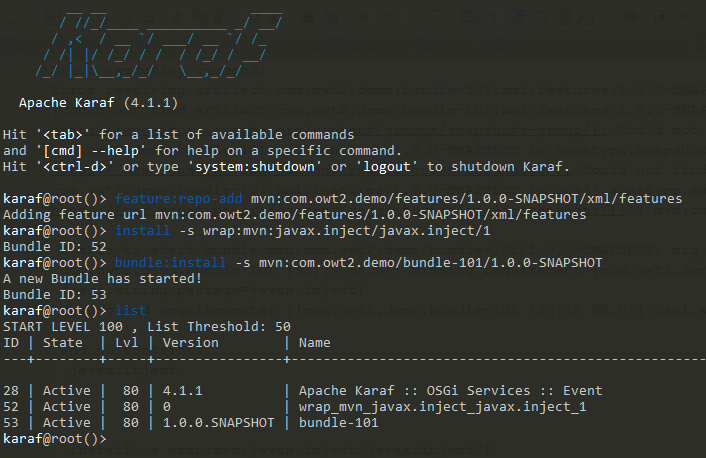 Apache Karaf (4.1.1)
Hit '<tab>' for a list of available commands
and '[cmd] --help' for help on a specific command.
Hit '<ctrl-d>' or type 'system:shutdown' or 'logout' to shutdown Karaf.
karaf@root()> feature:repo-add mvn:com.owt2.demo/features/1.0.0-SNAPSHOT/xml/features
Adding feature url mvn:com.owt2.demo/features/1.0.0-SNAPSHOT/xml/features
karaf@root()> install -s wrap:mvn:javax.inject/javax.inject/1
Bundle ID: 52
karaf@root()> bundle:install -s mvn:com.owt2.demo/bundle-101/1.0.0-SNAPSHOT
A new Bundle has started!
Bundle ID: 53
karaf@root()> list
START LEVEL 100 , List Threshold: 50
ID | State  | Lvl | Version        | Name
28 | Active |  80 | 4.1.1          | Apache Karaf :: OSGi Services :: Event
52 | Active |  80 | 0              | wrap_mvn_javax.inject_javax.inject_1
53 | Active |  80 | 1.0.0.SNAPSHOT | bundle-101
karaf@root()>